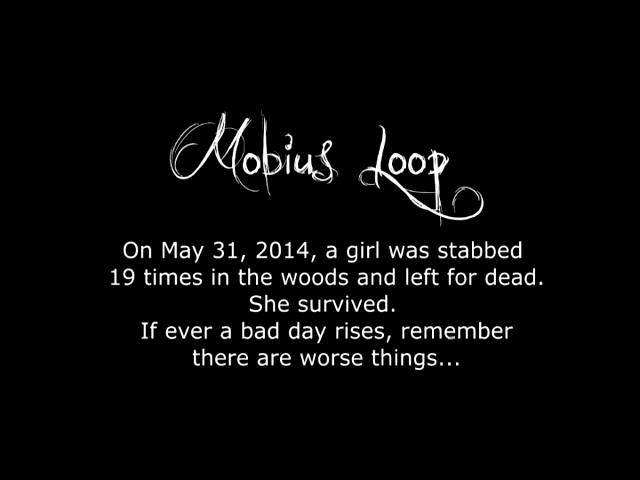 Mobius Loop
On May 31, 2014, a girl was stabbed
19 times in the woods and left for dead.
She survived.
If ever a bad day rises, remember
there are worse things...